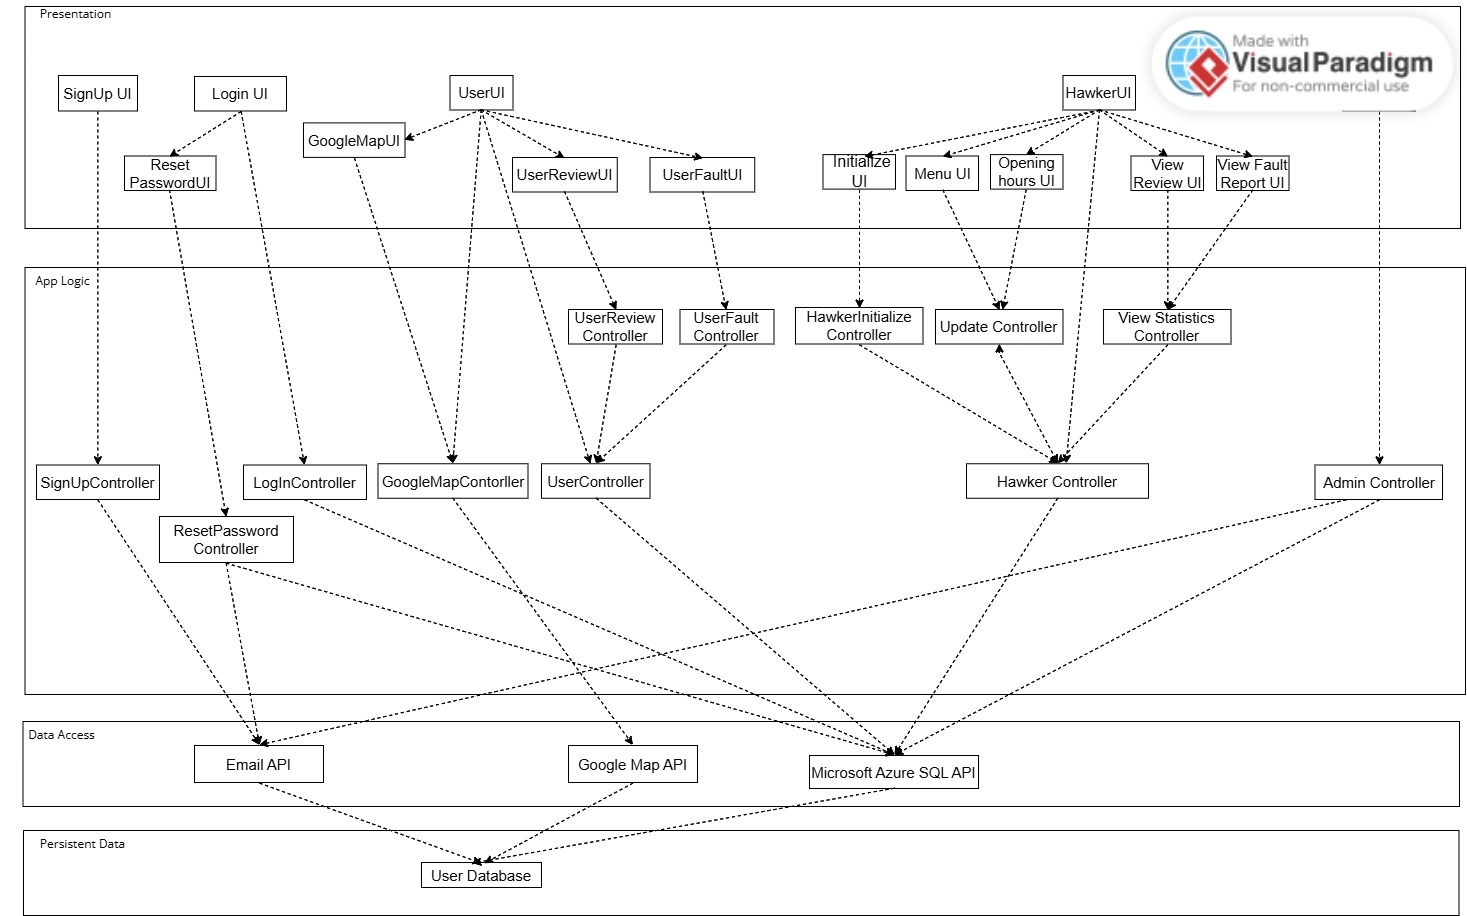 Presentation
Made with
Visual Paradigm
For non-commercial use
SignUp UI
Login UI
UserUI
HawkerUI
GoogleMapUI
Reset
PasswordUI
UserReviewUI
UserFaultUI
Initialize
UI
Menu UI
Opening
hours UI
View
Review UI
View Fault
Report UI
App Logic
UserReview
Controller
UserFault
Controller
HawkerInitialize
Controller
Update Controller
View Statistics
Controller
SignUpController
LogInController
GoogleMapContorller
UserController
Hawker Controller
Admin Controller
ResetPassword
Controller
Data Access
Email API
Google Map API
Microsoft Azure SQL API
Persistent Data
User Database